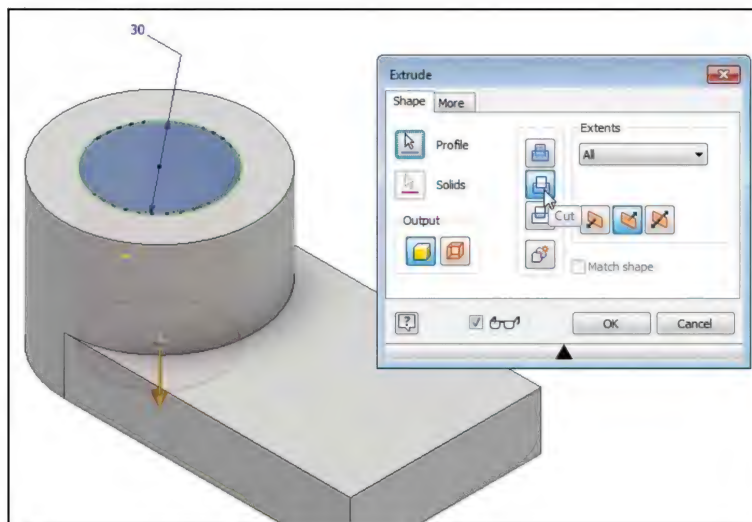 30
Extrude
Shape
More
Extents
Profile
All
Solids
Output
Cut
Match shape
?
OK
Cancel